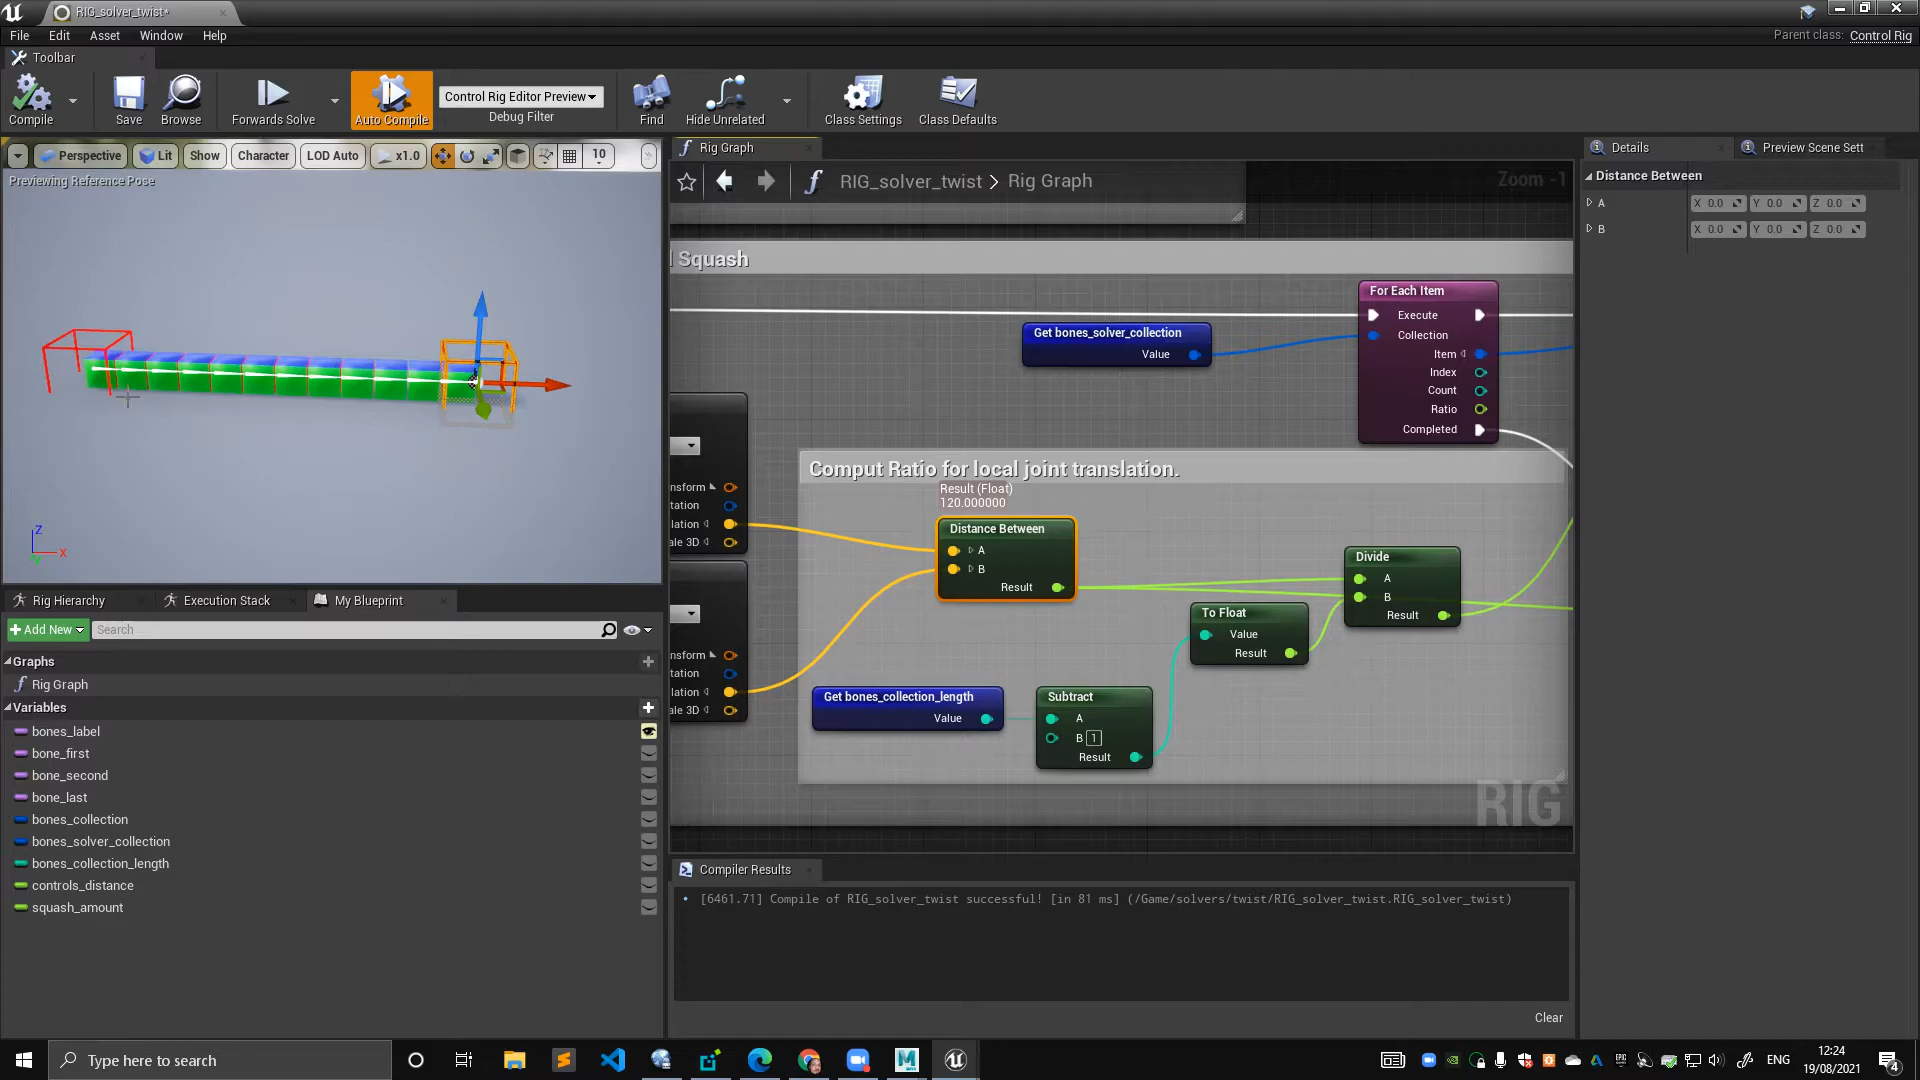 RIG_solver_twist*
File Edit Asset Window Help
Parent class: Control Rig
Toolbar
Compile
Save
Browse
Forwards Solve
Auto Compile
Control Rig Editor Preview
Debug Filter
Find
Hide Unrelated
Class Settings
Class Defaults
Perspective
Lit
Show
Character
LOD Auto
x1.0
10
Previewing Reference Pose
Z
X
Y
Rig Graph
RIG_solver_twist > Rig Graph
Zoom -1
Squash
For Each Item
Execute
Collection
Item
Index
Count
Ratio
Completed
Get bones_solver_collection
Value
Comput Ratio for local joint translation.
Result (Float)
120.000000
Distance Between
A
B
Result
nsform
tation
lation
ale 3D
nsform
tation
lation
ale 3D
Divide
A
B
Result
To Float
Value
Result
Get bones_collection_length
Value
Subtract
A
B 1
Result
RIG
Details
Preview Scene Sett
Distance Between
A X 0.0 Y 0.0 Z 0.0
B X 0.0 Y 0.0 Z 0.0
Rig Hierarchy
Execution Stack
My Blueprint
Add New
Search
Graphs
Rig Graph
Variables
bones_label
bone_first
bone_second
bone_last
bones_collection
bones_solver_collection
bones_collection_length
controls_distance
squash_amount
Compiler Results
[6461.71] Compile of RIG_solver_twist successful! [in 81 ms] (/Game/solvers/twist/RIG_solver_twist.RIG_solver_twist)
Clear
Type here to search
ENG
12:24
19/08/2021
4